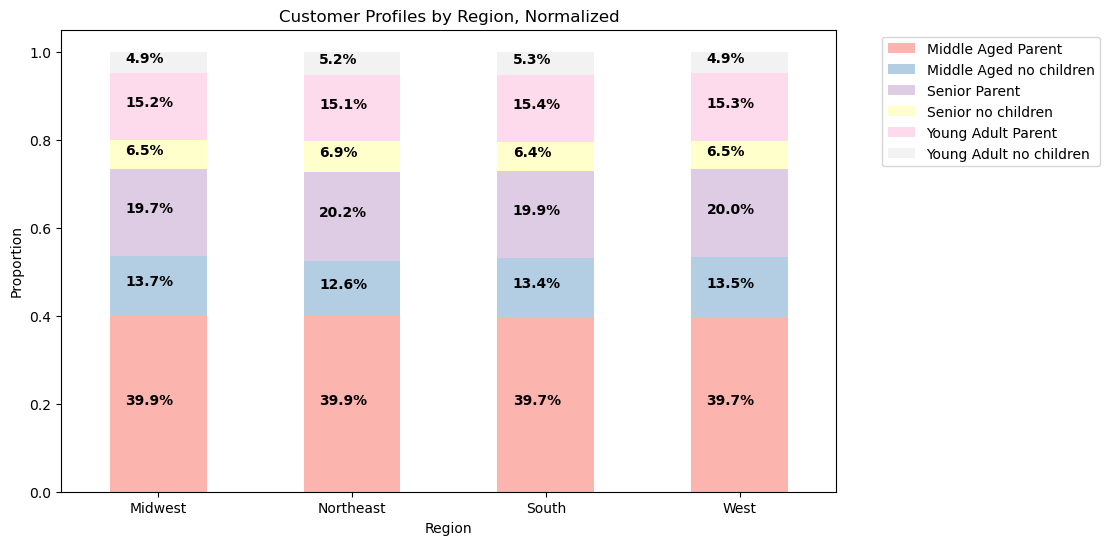 Customer Profiles by Region, Normalized
Proportion
1.0
0.8
0.6
0.4
0.2
0.0
4.9%
5.2%
5.3%
4.9%
15.2%
15.1%
15.4%
15.3%
6.5%
6.9%
6.4%
6.5%
19.7%
20.2%
19.9%
20.0%
13.7%
12.6%
13.4%
13.5%
39.9%
39.9%
39.7%
39.7%
Midwest
Northeast
South
West
Region
Middle Aged Parent
Middle Aged no children
Senior Parent
Senior no children
Young Adult Parent
Young Adult no children